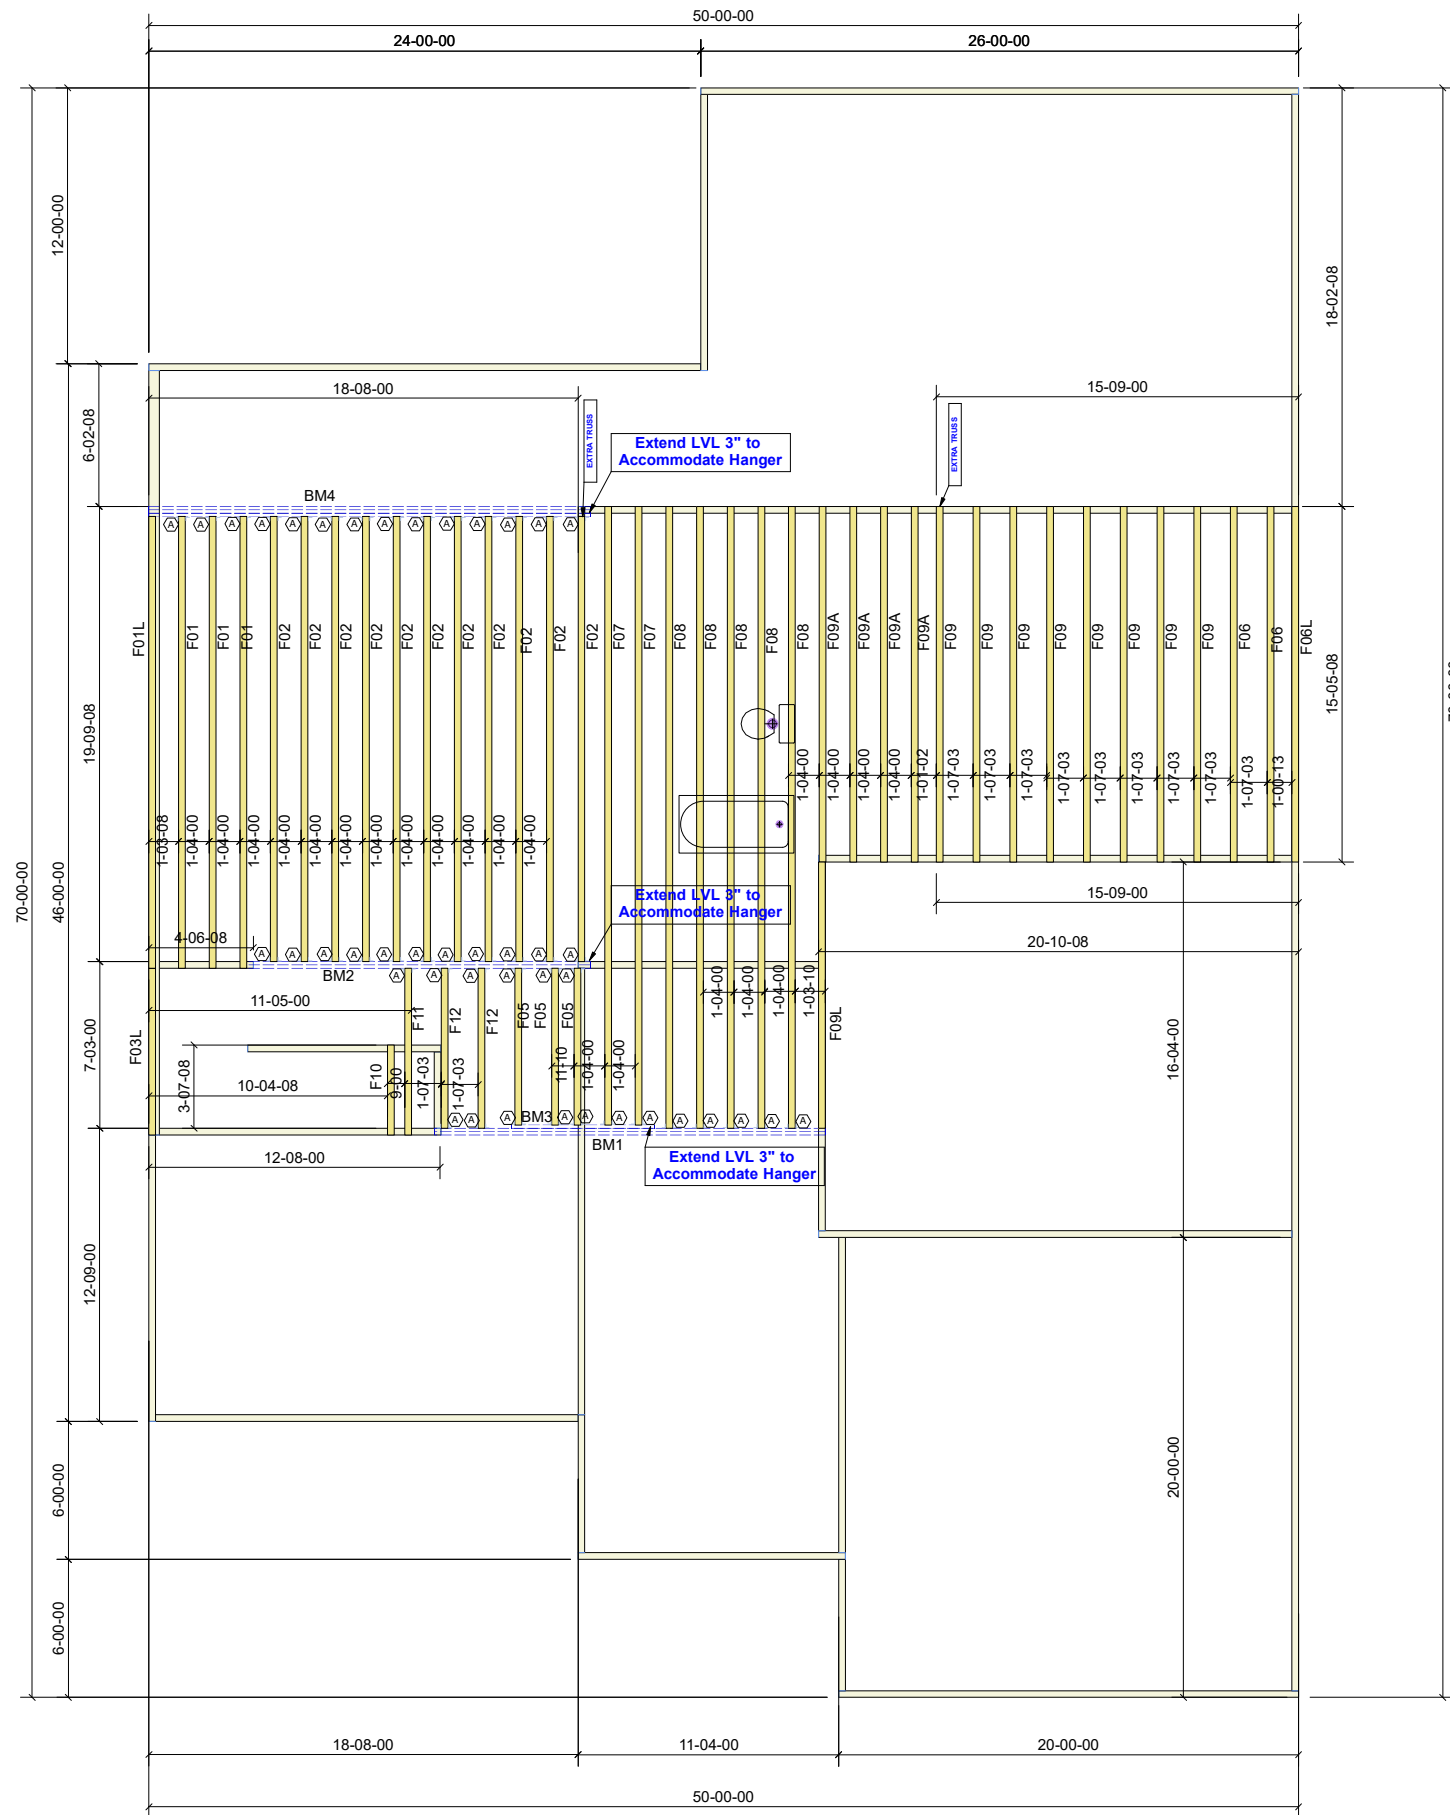 50-00-00
24-00-00
26-00-00
12-00-00
18-02-08
18-08-00
15-09-00
6-02-08
EXTRA TRUSS
EXTRA TRUSS
Extend LVL 3" to
Accommodate Hanger
BM4
A A A A A A A A A A A A A A
F01L
F01
F01
F01
F02
F02
F02
F02
F02
F02
F02
F02
F02
F02
F02
F07
F07
F08
F08
F08
F08
F08
F09A
F09A
F09A
F09A
F09
F09
F09
F09
F09
F09
F09
F09
F06
F06
F06L
19-09-08
15-05-08
1-04-00
1-04-00
1-04-00
1-04-00
1-01-02
1-07-03
1-07-03
1-07-03
1-07-03
1-07-03
1-07-03
1-07-03
1-07-03
1-07-03
1-00-13
1-03-08
1-04-00
1-04-00
1-04-00
1-04-00
1-04-00
1-04-00
1-04-00
1-04-00
1-04-00
1-04-00
1-04-00
1-04-00
70-00-00
46-00-00
Extend LVL 3" to
Accommodate Hanger
15-09-00
4-06-08
20-10-08
A A A A A A A A A A A
BM2
A A A A A A
11-05-00
7-03-00
F03L
F11
F12
F12
F05
F05
F05
1-04-00
1-04-00
1-04-00
1-03-10
F09L
16-04-00
3-07-08
10-04-08
F10
9-00
1-07-03
1-07-03
11-10
1-04-00
1-04-00
A A A BM3 A A A A A A A A A
BM1
Extend LVL 3" to
Accommodate Hanger
12-08-00
12-09-00
6-00-00
20-00-00
6-00-00
18-08-00
11-04-00
20-00-00
50-00-00